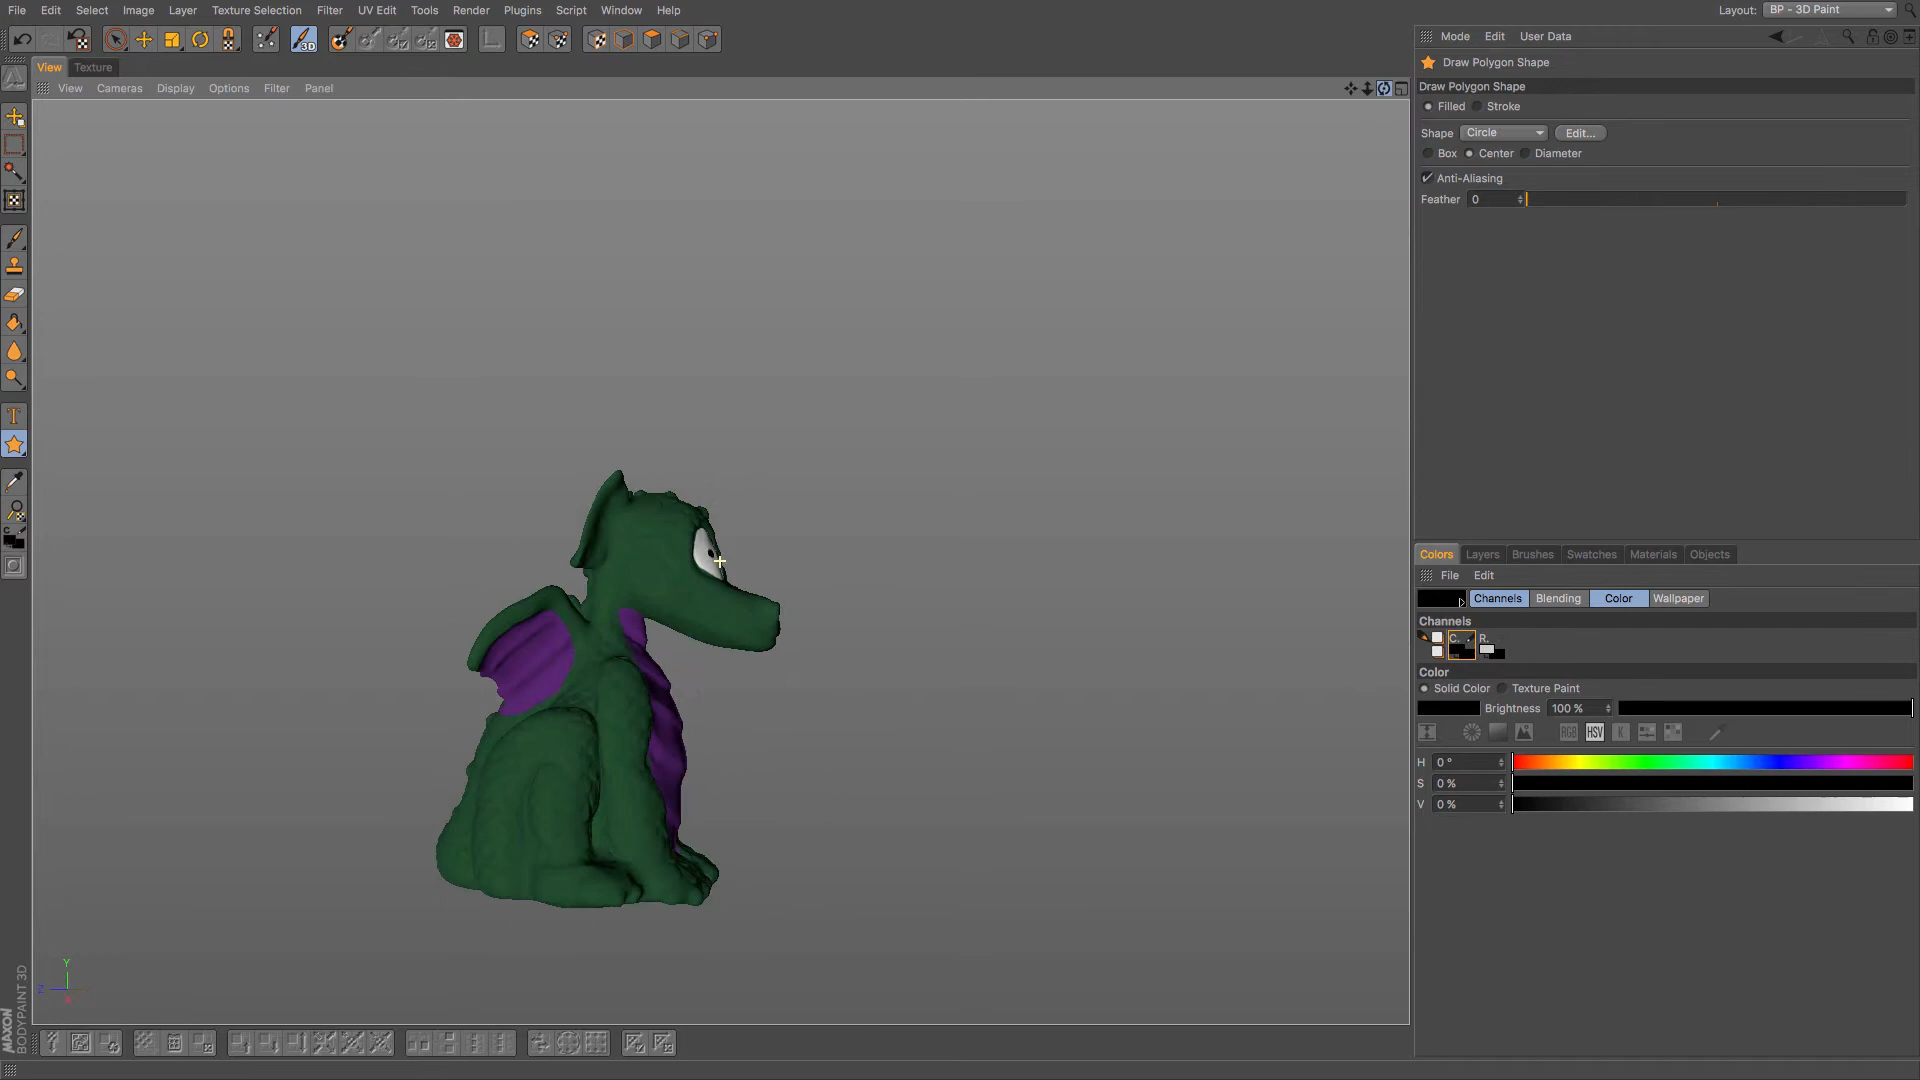 File Edit Select Image Layer Texture Selection Filter UV Edit Tools Render Plugins Script Window Help
Layout: BP - 3D Paint
3D
Mode Edit User Data
View Texture
View Cameras Display Options Filter Panel
Draw Polygon Shape
Draw Polygon Shape
Filled Stroke
Shape Circle Edit...
Box Center Diameter
Anti-Aliasing
Feather 0
T
C
Colors Layers Brushes Swatches Materials Objects
File Edit
Channels Blending Color Wallpaper
Channels
C. R.
Color
Solid Color Texture Paint
Brightness 100 %
RGB HSV K
H 0 °
S 0 %
V 0 %
Y
Z X
MAXON
BODYPAINT 3D